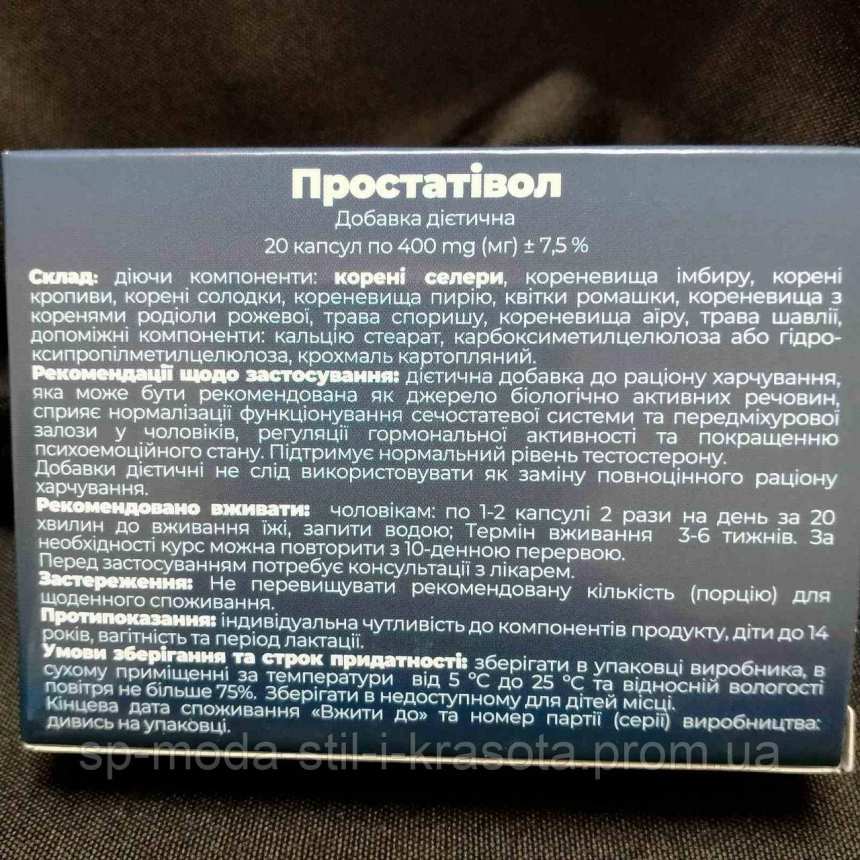 Простатівол
Добавка дієтична
20 капсул по 400 mg (мг) ± 7,5 %
Склад: діючи компоненти: корені селери, кореневища імбиру, корені
кропиви, корені солодки, кореневища пирію, квітки ромашки, кореневища з
коренями родіоли рожевої, трава споришу, кореневища аїру, трава шавлії,
допоміжні компоненти: кальцію стеарат, карбоксиметилцелюлоза або гідро-
ксипропілметилцелюлоза, крохмаль картопляний.
Рекомендації щодо застосування: дієтична добавка до раціону харчування,
яка може бути рекомендована як джерело біологічно активних речовин,
сприяє нормалізації функціонування сечостатевої системи та передміхурової
залози у чоловіків, регуляції гормональної активності та покращенню
психоемоційного стану. Підтримує нормальний рівень тестостерону.
Добавки дієтичні не слід використовувати як заміну повноцінного раціону
харчування.
Рекомендовано вживати: чоловікам: по 1-2 капсулі 2 рази на день за 20
хвилин до вживання їжі, запити водою; Термін вживання 3-6 тижнів. За
необхідності курс можна повторити з 10-денною перервою.
Перед застосуванням потребує консультації з лікарем.
Застереження: Не перевищувати рекомендовану кількість (порцію) для
щоденного споживання.
Протипоказання: індивідуальна чутливість до компонентів продукту, діти до 14
років, вагітність та період лактації.
Умови зберігання та строк придатності: зберігати в упаковці виробника, в
сухому приміщенні за температури від 5 °С до 25 °С та відносній вологості
повітря не більше 75%. Зберігати в недоступному для дітей місці.
Кінцева дата споживання «Вжити до» та номер партії (серії) виробництва:
дивись на упаковці.
sp-moda-stil-i-krasota.prom.ua